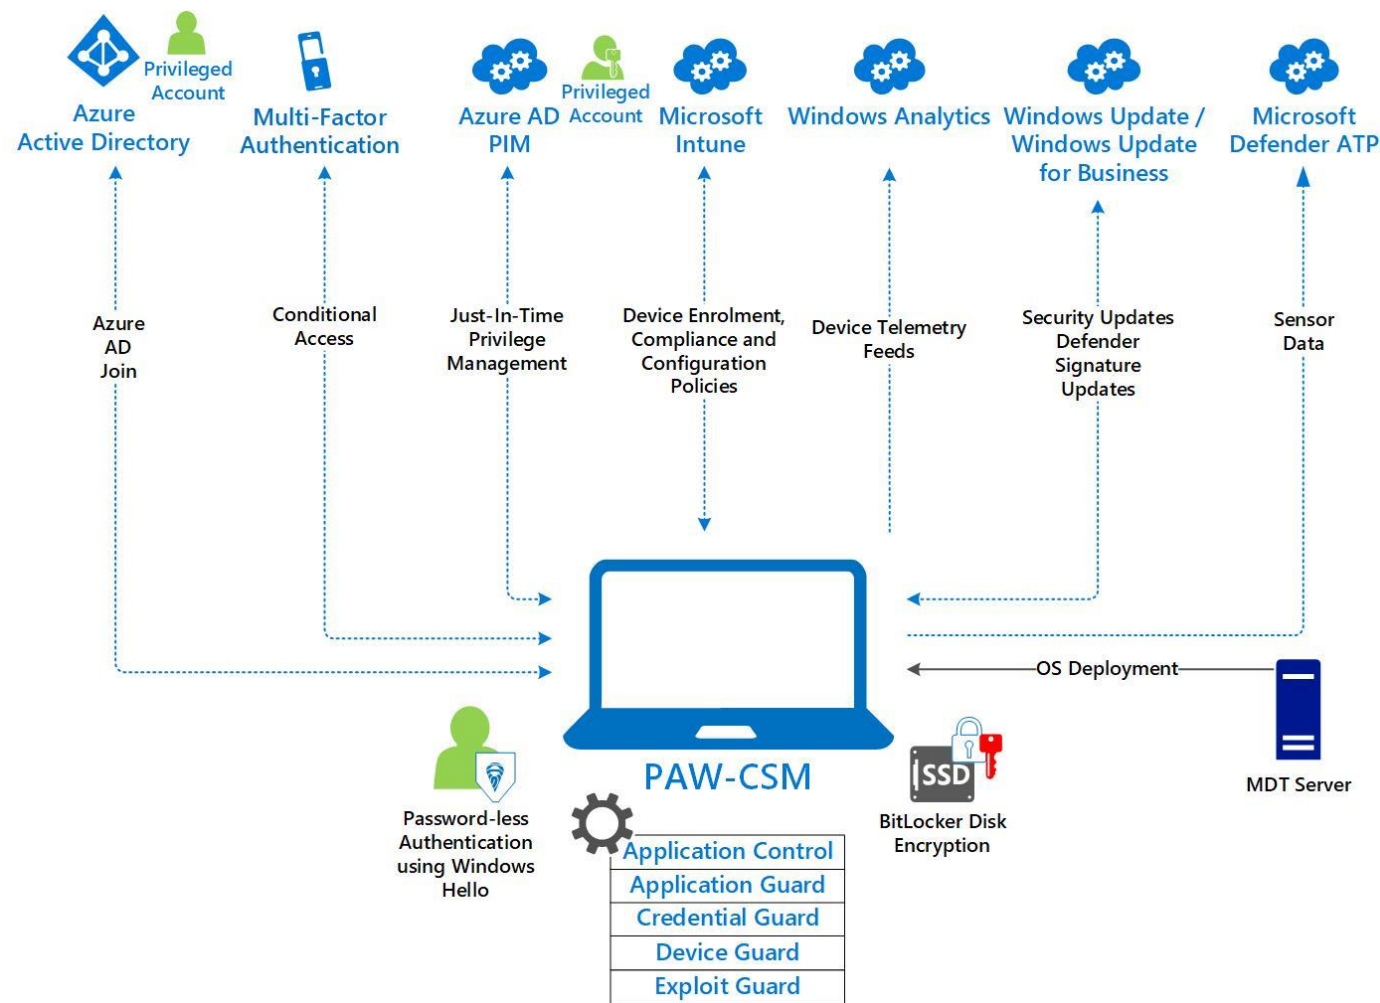 Privileged
Account
Azure
Active Directory
Multi-Factor
Authentication
Azure AD
PIM
Privileged
Account
Microsoft
Intune
Windows Analytics
Windows Update /
Windows Update
for Business
Microsoft
Defender ATP
Azure
AD
Join
Conditional
Access
Just-In-Time
Privilege
Management
Device Enrolment,
Compliance and
Configuration
Policies
Device Telemetry
Feeds
Security Updates
Defender
Signature
Updates
Sensor
Data
OS Deployment
MDT Server
PAW-CSM
Password-less
Authentication
using Windows
Hello
SSD
BitLocker Disk
Encryption
Application Control
Application Guard
Credential Guard
Device Guard
Exploit Guard